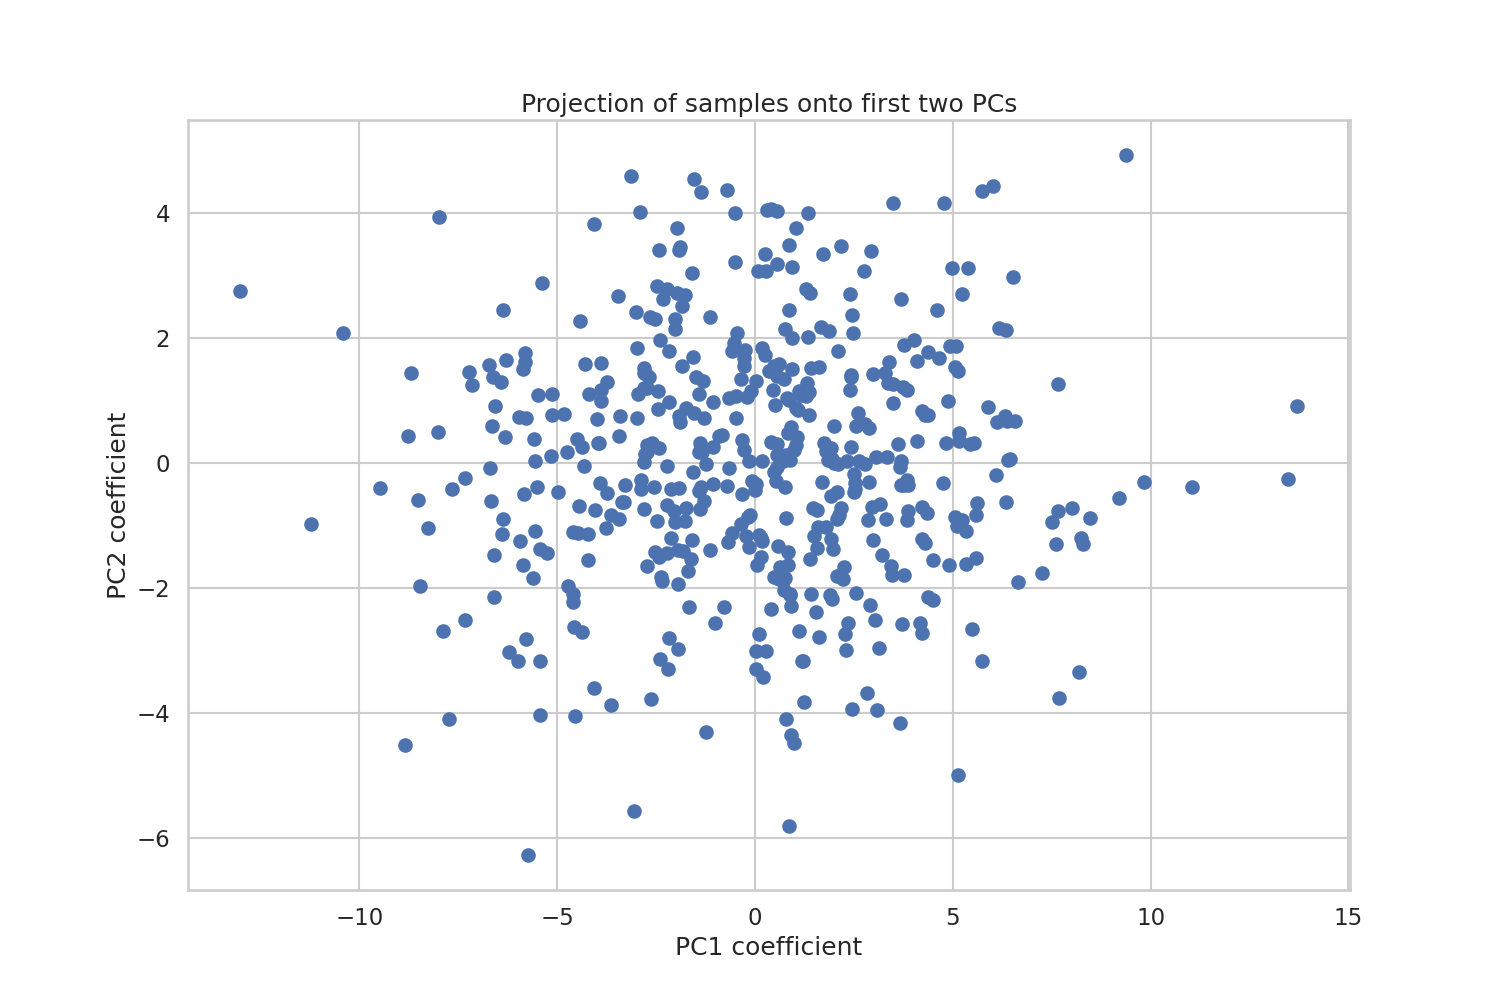 Projection of samples onto first two PCs
4
2
0
−2
−4
−6
PC2 coefficient
−10 −5 0 5 10 15
PC1 coefficient